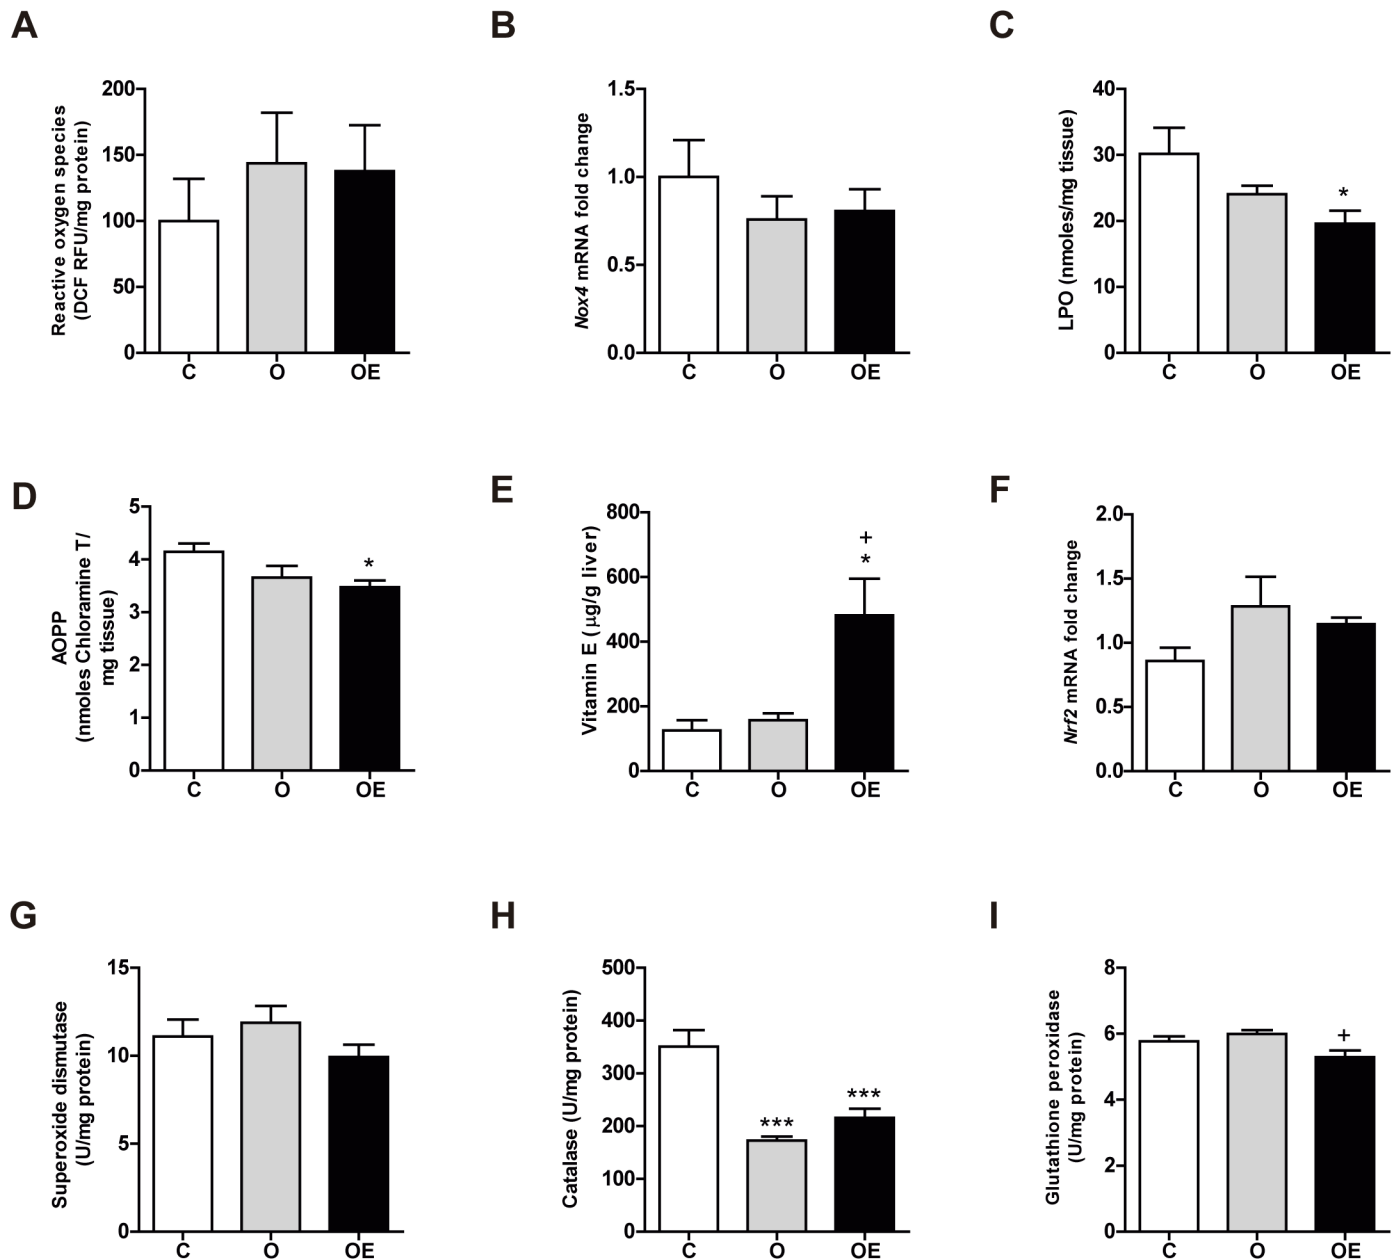 A
Reactive oxygen species
(DCF RFU/mg protein)
200
150
100
50
0
C
O
OE
B
Nox4 mRNA fold change
1.5
1.0
0.5
0.0
C
O
OE
C
LPO (nmoles/mg tissue)
40
30
20
10
0
*
C
O
OE
D
AOPP
(nmoles Chloramine T/
mg tissue)
5
4
3
2
1
0
*
C
O
OE
E
Vitamin E (μg/g liver)
800
600
400
200
0
+
*
C
O
OE
F
Nrf2 mRNA fold change
2.0
1.5
1.0
0.5
0.0
C
O
OE
G
Superoxide dismutase
(U/mg protein)
15
10
5
0
C
O
OE
H
Catalase (U/mg protein)
500
400
300
200
100
0
***
***
C
O
OE
I
Glutathione peroxidase
(U/mg protein)
8
6
4
2
0
+
C
O
OE